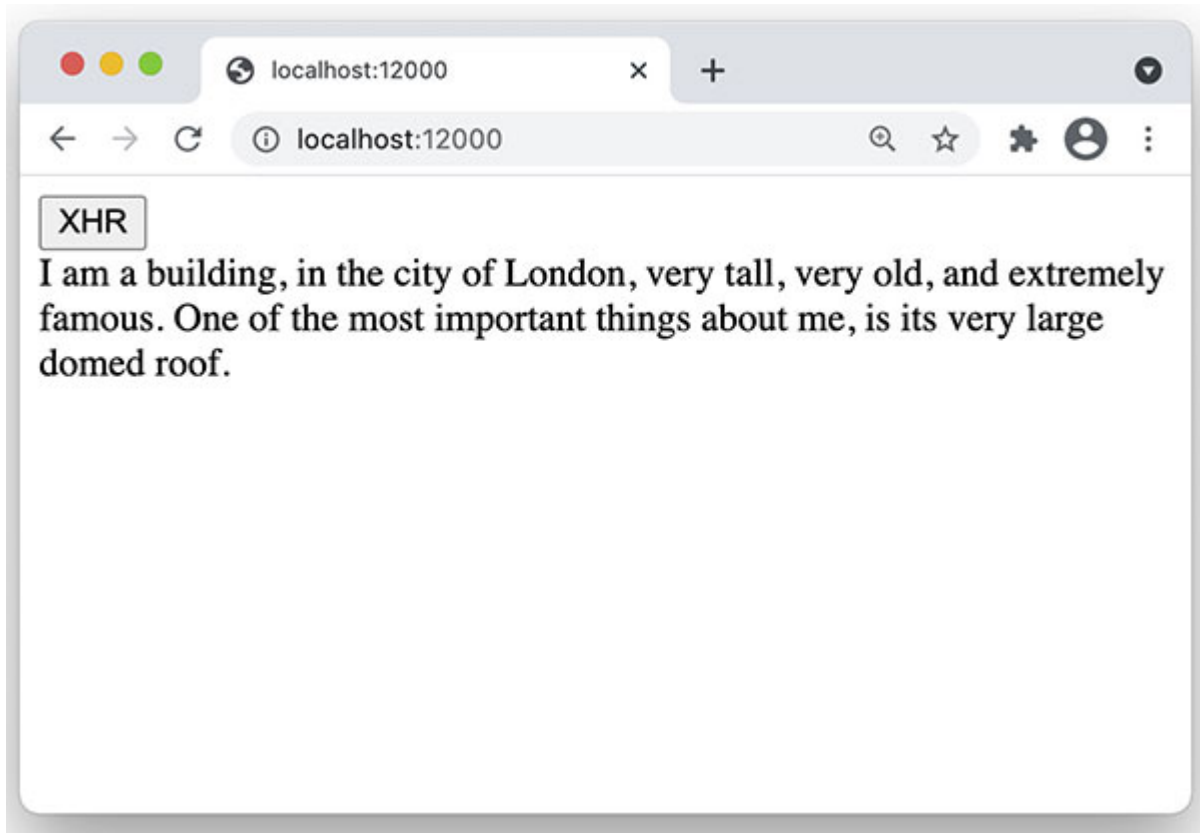 localhost:12000
localhost:12000
XHR
I am a building, in the city of London, very tall, very old, and extremely
famous. One of the most important things about me, is its very large
domed roof.